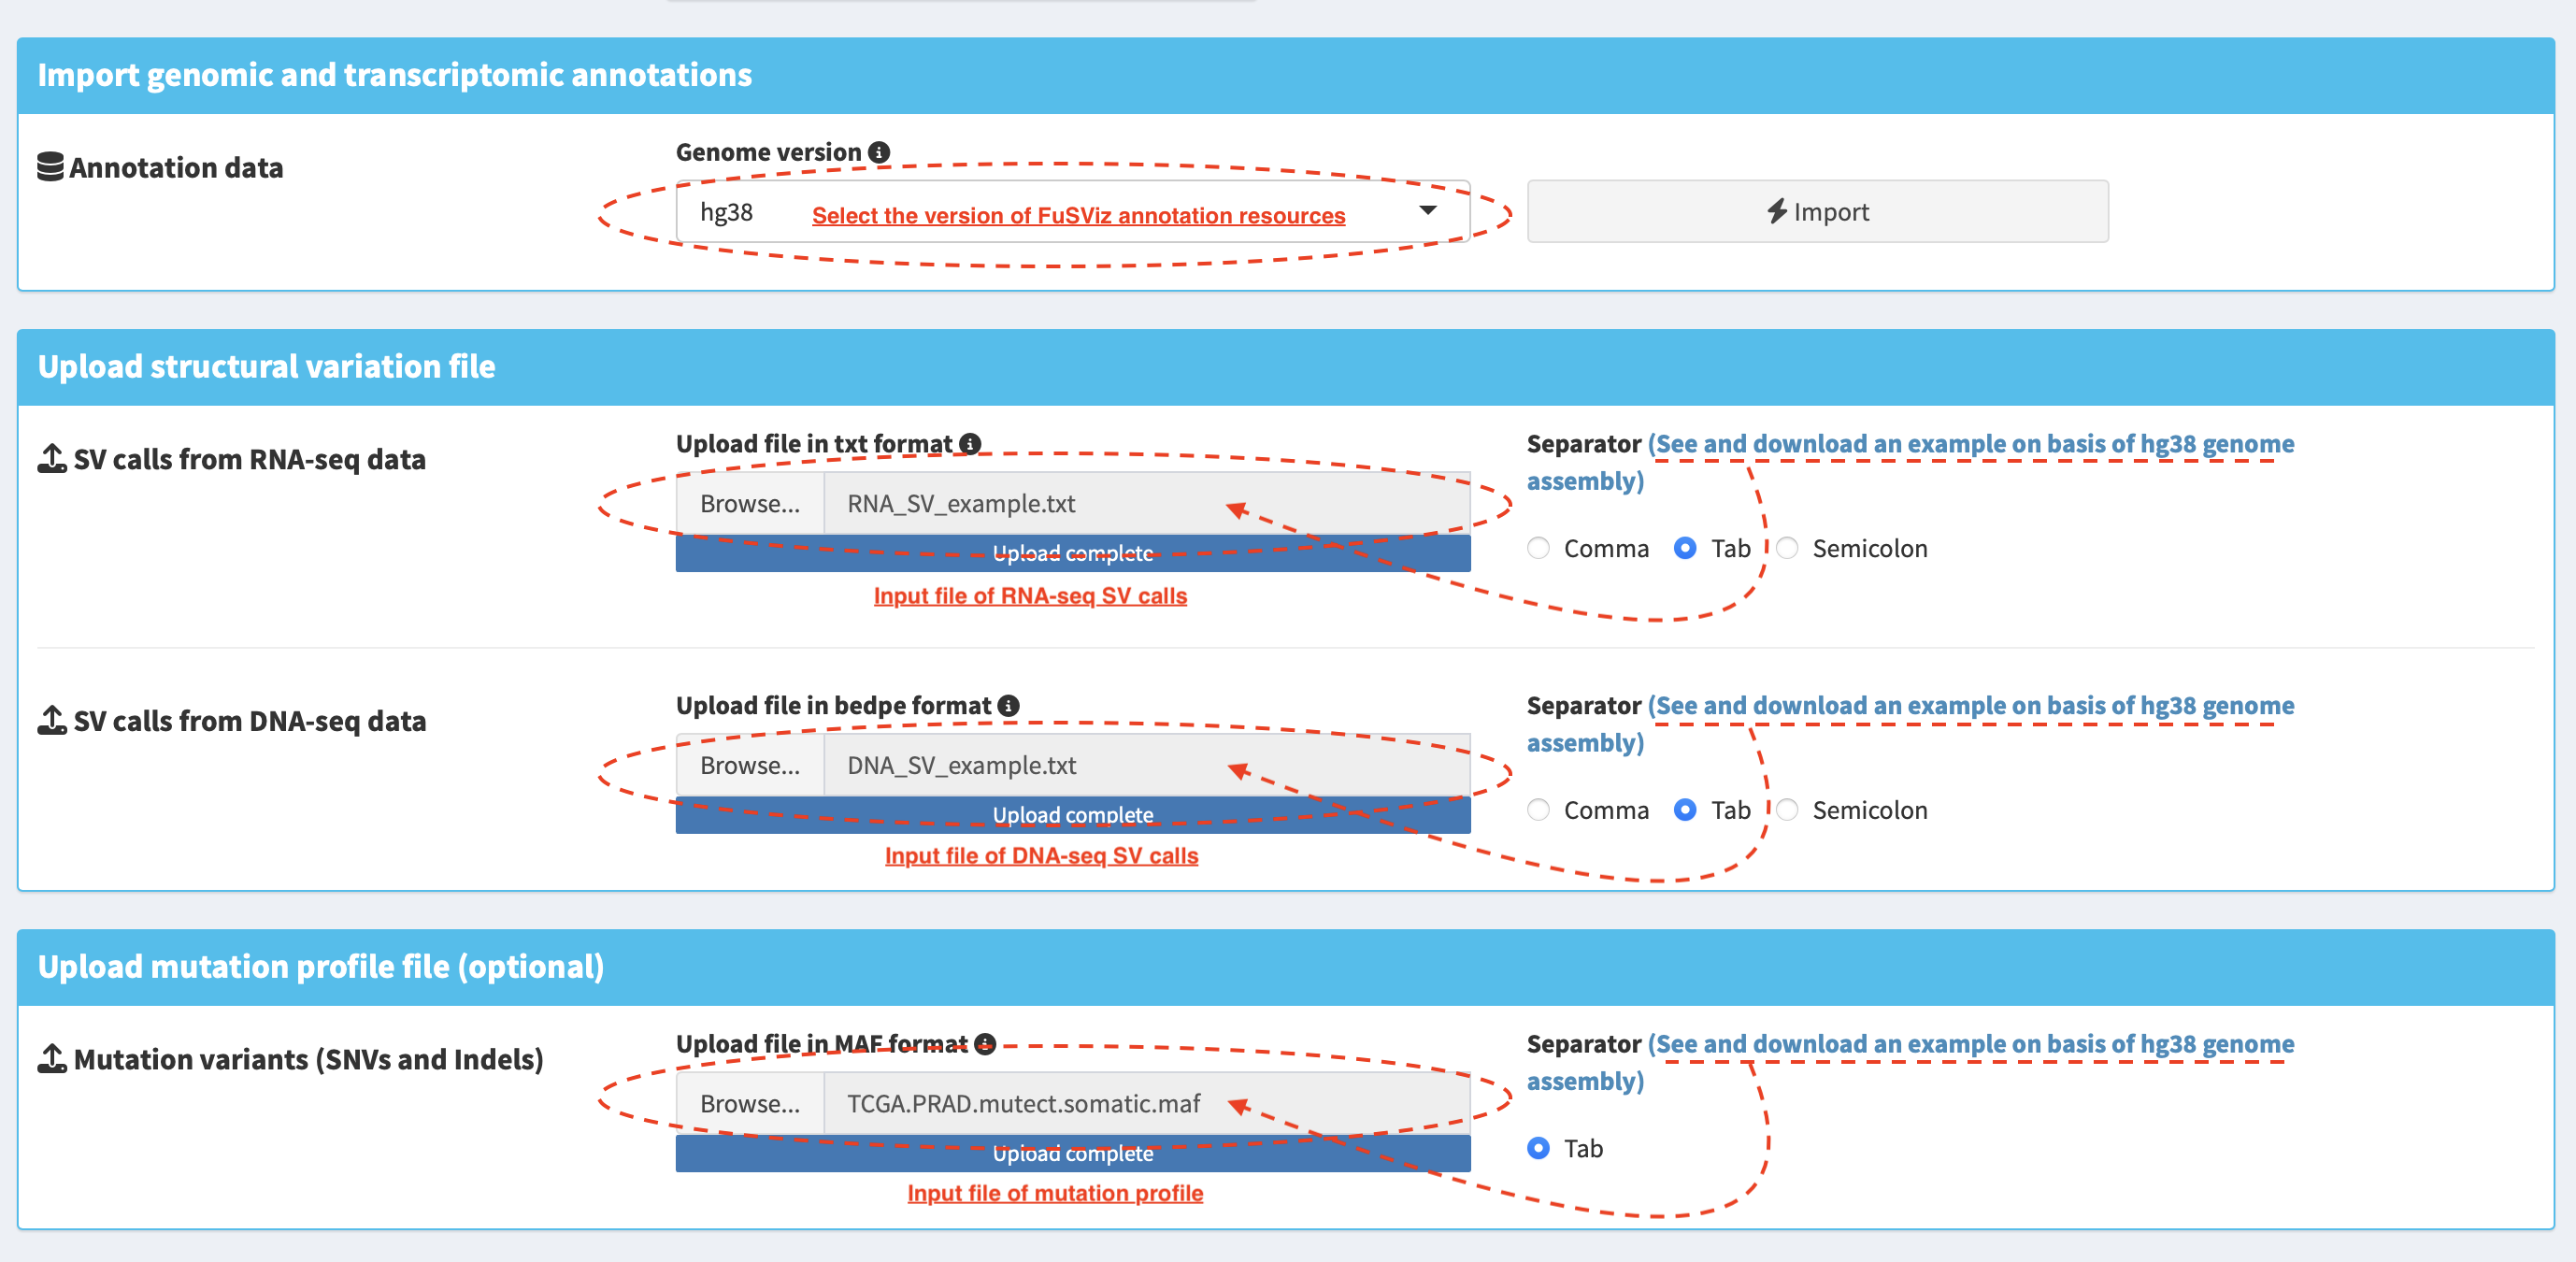 Import genomic and transcriptomic annotations
Annotation data
Genome version
hg38
Select the version of FuSViz annotation resources
Import
Upload structural variation file
SV calls from RNA-seq data
Upload file in txt format
Browse...
RNA_SV_example.txt
Upload complete
Input file of RNA-seq SV calls
Separator (See and download an example on basis of hg38 genome
assembly)
Comma
Tab
Semicolon
SV calls from DNA-seq data
Upload file in bedpe format
Browse...
DNA_SV_example.txt
Upload complete
Input file of DNA-seq SV calls
Separator (See and download an example on basis of hg38 genome
assembly)
Comma
Tab
Semicolon
Upload mutation profile file (optional)
Mutation variants (SNVs and Indels)
Upload file in MAF format
Browse...
TCGA.PRAD.mutect.somatic.maf
Upload complete
Input file of mutation profile
Separator (See and download an example on basis of hg38 genome
assembly)
Tab